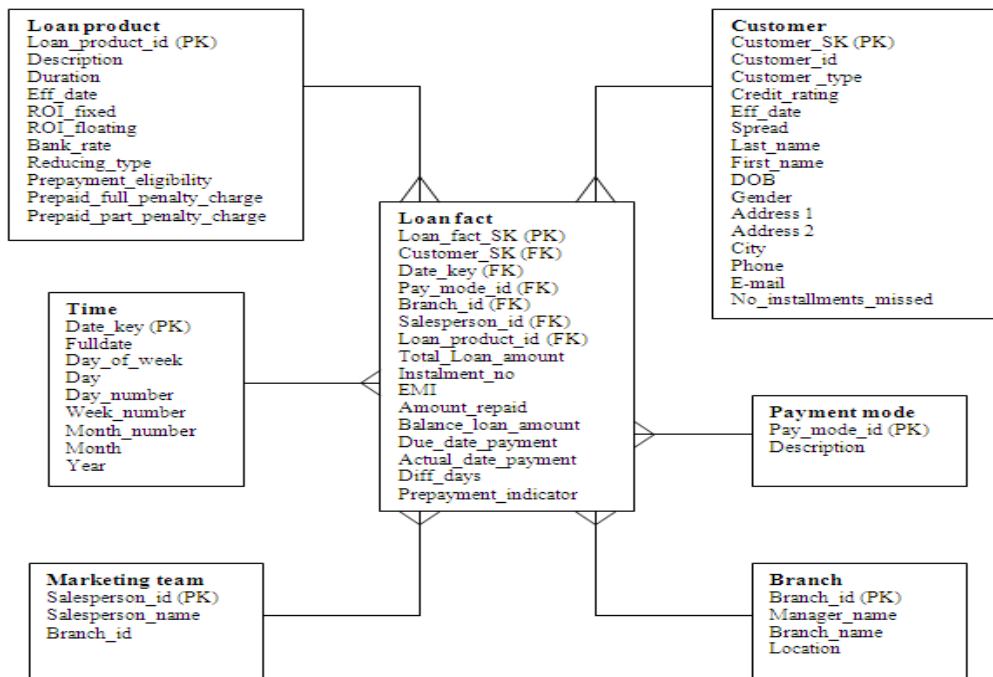 Loan product
Loan_product_id (PK)
Description
Duration
Eff_date
ROI_fixed
ROI_floating
Bank_rate
Reducing_type
Prepayment_eligibility
Prepaid_full_penalty_charge
Prepaid_part_penalty_charge
Customer
Customer_SK (PK)
Customer_id
Customer_type
Credit_rating
Eff_date
Spread
Last_name
First_name
DOB
Gender
Address 1
Address 2
City
Phone
E-mail
No_installments_missed
Loan fact
Loan_fact_SK (PK)
Customer_SK (FK)
Date_key (FK)
Pay_mode_id (FK)
Branch_id (FK)
Salesperson_id (FK)
Loan_product_id (FK)
Total_Loan_amount
Instalment_no
EMI
Amount_repaid
Balance_loan_amount
Due_date_payment
Actual_date_payment
Diff_days
Prepayment_indicator
Time
Date_key (PK)
Fulldate
Day_of_week
Day
Day_number
Week_number
Month_number
Month
Year
Payment mode
Pay_mode_id (PK)
Description
Marketing team
Salesperson_id (PK)
Salesperson_name
Branch_id
Branch
Branch_id (PK)
Manager_name
Branch_name
Location